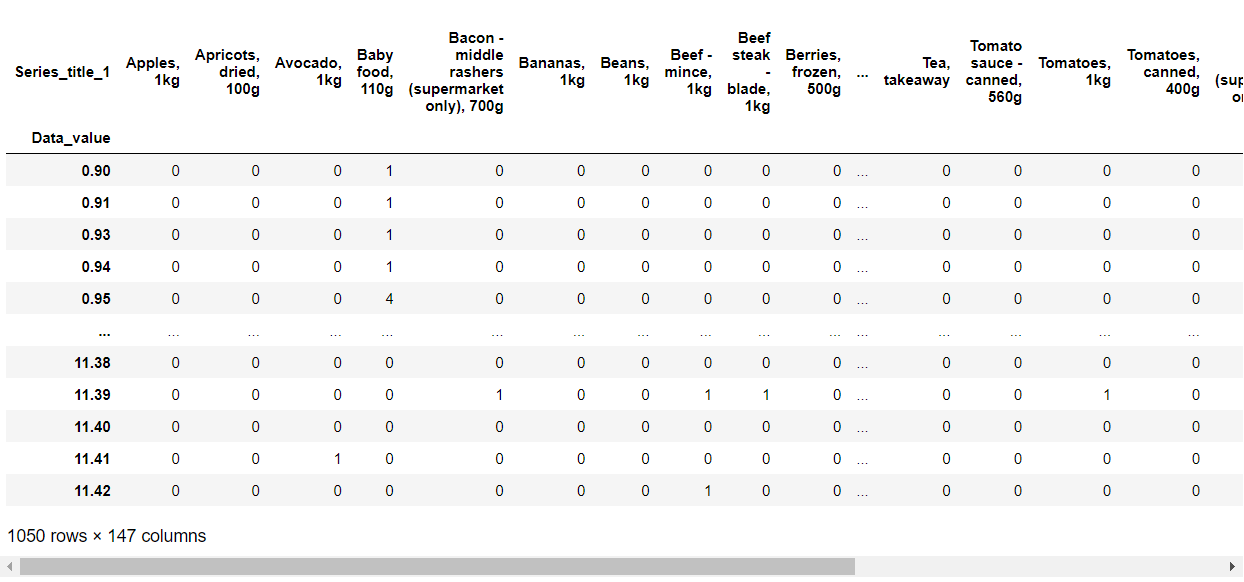 Series_title_1 Apples, 1kg Apricots, dried, 100g Avocado, 1kg Baby food, 110g Bacon - middle rashers (supermarket only), 700g Bananas, 1kg Beans, 1kg Beef - mince, 1kg Beef steak - blade, 1kg Berries, frozen, 500g ... Tea, takeaway Tomato sauce - canned, 560g Tomatoes, 1kg Tomatoes, canned, 400g
Data_value
0.90 0 0 0 1 0 0 0 0 0 0 ... 0 0 0 0
0.91 0 0 0 1 0 0 0 0 0 0 ... 0 0 0 0
0.93 0 0 0 1 0 0 0 0 0 0 ... 0 0 0 0
0.94 0 0 0 1 0 0 0 0 0 0 ... 0 0 0 0
0.95 0 0 0 4 0 0 0 0 0 0 ... 0 0 0 0
... ... ... ... ... ... ... ... ... ... ... ... ... ... ...
11.38 0 0 0 0 0 0 0 0 0 0 ... 0 0 0 0
11.39 0 0 0 0 1 0 0 1 1 0 ... 0 0 1 0
11.40 0 0 0 0 0 0 0 0 0 0 ... 0 0 0 0
11.41 0 0 1 0 0 0 0 0 0 0 ... 0 0 0 0
11.42 0 0 0 0 0 0 0 1 0 0 ... 0 0 0 0
1050 rows × 147 columns